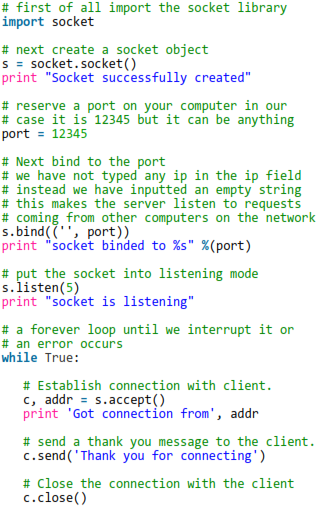 # first of all import the socket library
import socket

# next create a socket object
s = socket.socket()
print "Socket successfully created"

# reserve a port on your computer in our
# case it is 12345 but it can be anything
port = 12345

# Next bind to the port
# we have not typed any ip in the ip field
# instead we have inputted an empty string
# this makes the server listen to requests
# coming from other computers on the network
s.bind(('', port))
print "socket binded to %s" %(port)

# put the socket into listening mode
s.listen(5)
print "socket is listening"

# a forever loop until we interrupt it or
# an error occurs
while True:

   # Establish connection with client.
   c, addr = s.accept()
   print 'Got connection from', addr

   # send a thank you message to the client.
   c.send('Thank you for connecting')

   # Close the connection with the client
   c.close()